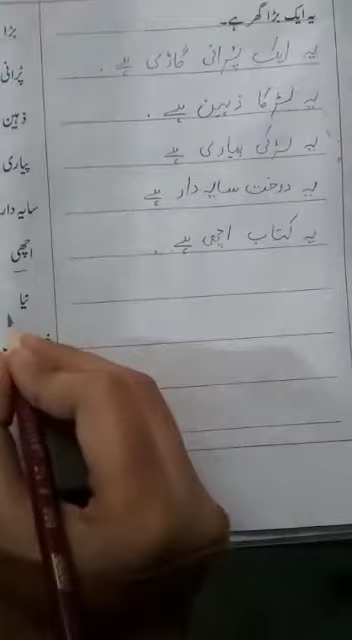 یہ ایک بڑا گھر ہے۔
بڑا
یہ ایک پرانی گاڑی ہے ۔
پُرانی
یہ لڑکا ذہین ہے ۔
ذہین
یہ لڑکی پیاری ہے
پیاری
یہ درخت سایہ دار ہے
سایہ دار
یہ کتاب اچھی ہے ۔
اچھی
نیا